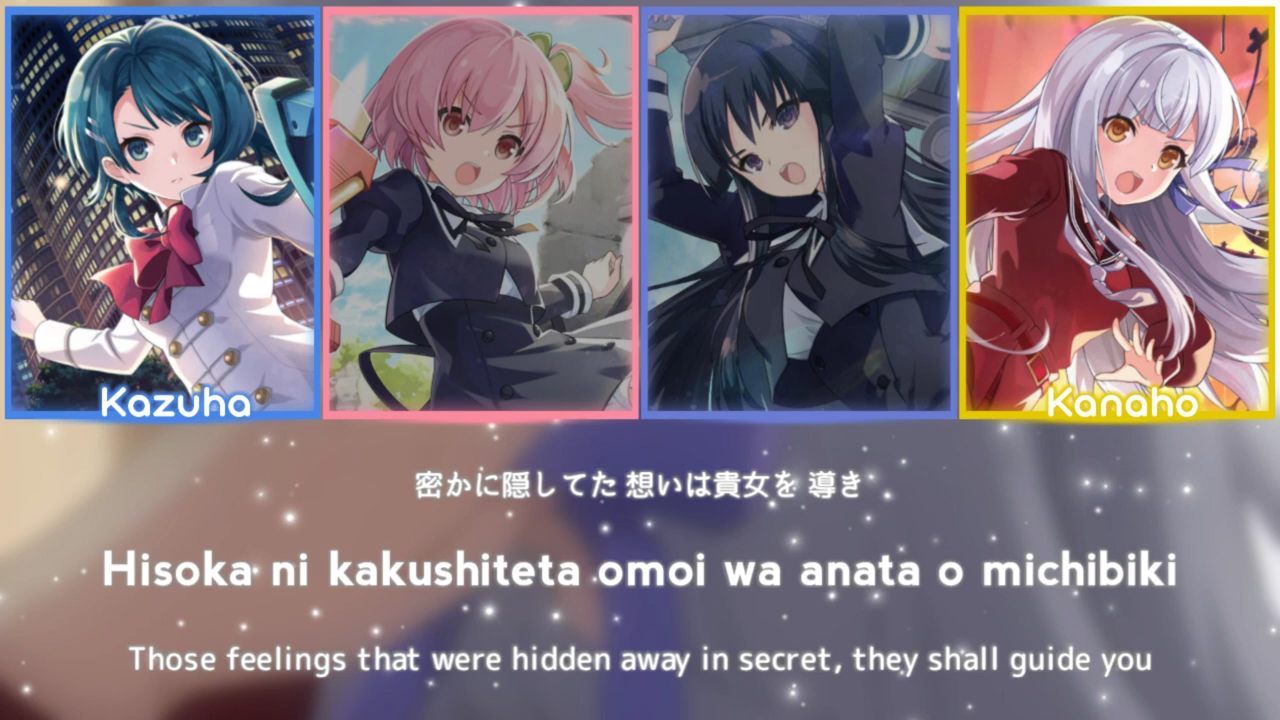 Kazuha
Kanaho
密かに隠してた 想いは貴女を 導き
Hisoka ni kakushiteta omoi wa anata o michibiki
Those feelings that were hidden away in secret, they shall guide you